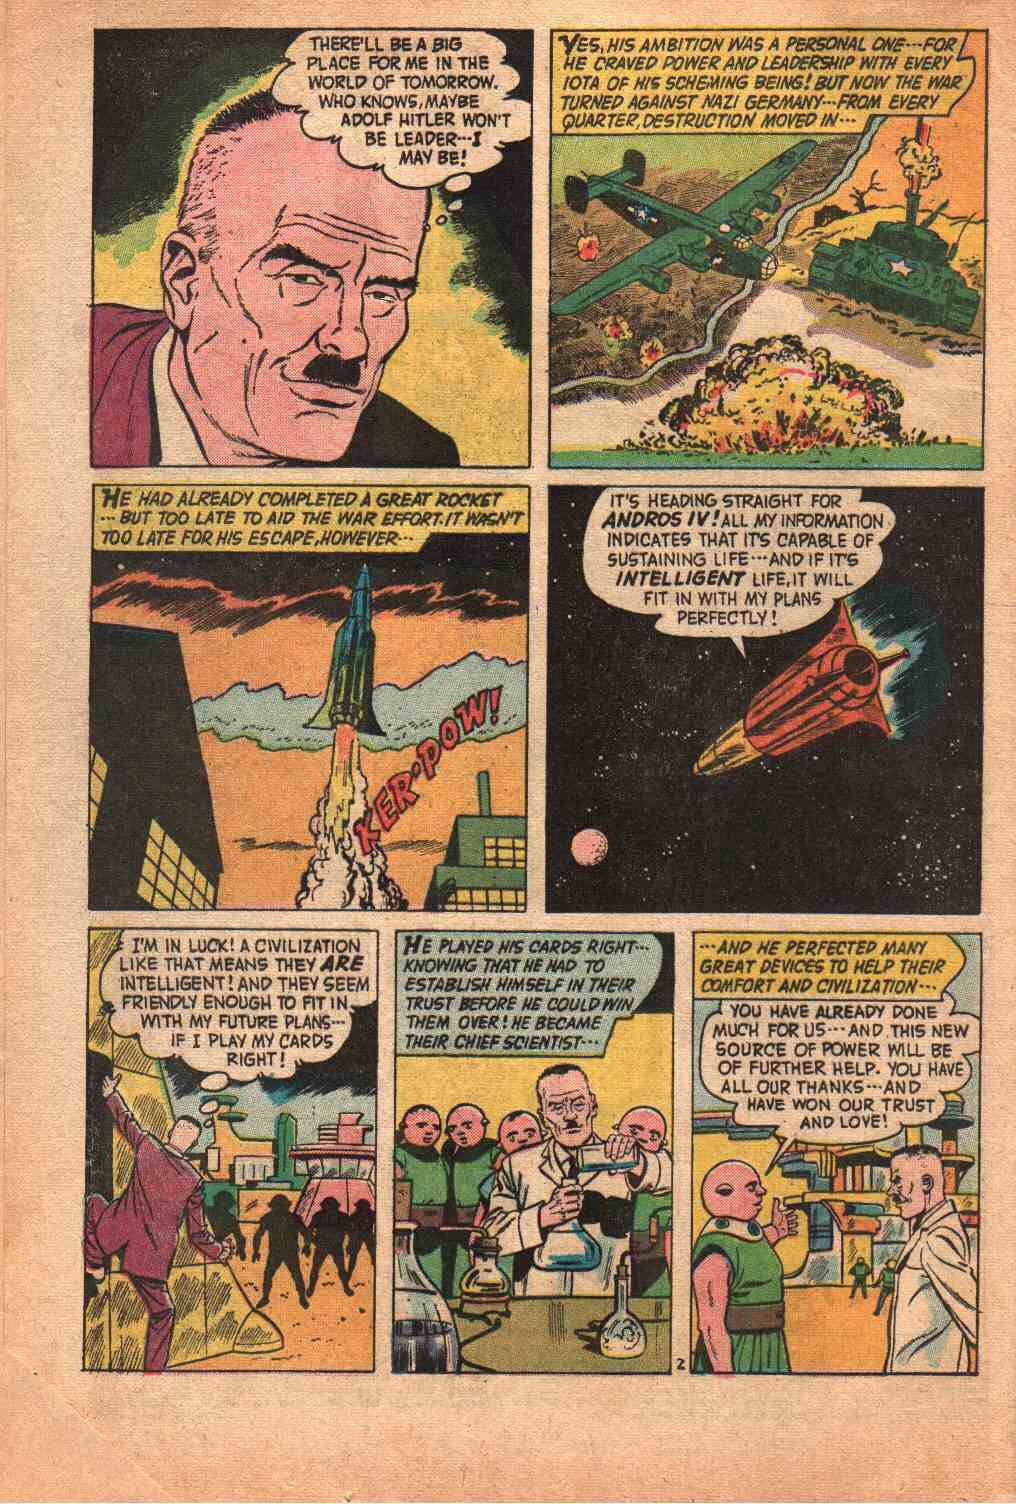 THERE'LL BE A BIG
PLACE FOR ME IN THE
WORLD OF TOMORROW.
WHO KNOWS, MAYBE
ADOLF HITLER WON'T
BE LEADER---I
MAY BE!
YES, HIS AMBITION WAS A PERSONAL ONE---FOR
HE CRAVED POWER AND LEADERSHIP WITH EVERY
IOTA OF HIS SCHEMING BEING! BUT NOW THE WAR
TURNED AGAINST NAZI GERMANY---FROM EVERY
QUARTER, DESTRUCTION MOVED IN---
HE HAD ALREADY COMPLETED A GREAT ROCKET
---BUT TOO LATE TO AID THE WAR EFFORT. IT WASN'T
TOO LATE FOR HIS ESCAPE, HOWEVER---
KER-POW!
IT'S HEADING STRAIGHT FOR
ANDROS IV! ALL MY INFORMATION
INDICATES THAT IT'S CAPABLE OF
SUSTAINING LIFE---AND IF IT'S
INTELLIGENT LIFE, IT WILL
FIT IN WITH MY PLANS
PERFECTLY!
I'M IN LUCK! A CIVILIZATION
LIKE THAT MEANS THEY ARE
INTELLIGENT! AND THEY SEEM
FRIENDLY ENOUGH TO FIT IN
WITH MY FUTURE PLANS---
IF I PLAY MY CARDS
RIGHT!
HE PLAYED HIS CARDS RIGHT---
KNOWING THAT HE HAD TO
ESTABLISH HIMSELF IN THEIR
TRUST BEFORE HE COULD WIN
THEM OVER! HE BECAME
THEIR CHIEF SCIENTIST---
2
---AND HE PERFECTED MANY
GREAT DEVICES TO HELP THEIR
COMFORT AND CIVILIZATION---
YOU HAVE ALREADY DONE
MUCH FOR US---AND THIS NEW
SOURCE OF POWER WILL BE
OF FURTHER HELP. YOU HAVE
ALL OUR THANKS---AND
HAVE WON OUR TRUST
AND LOVE!